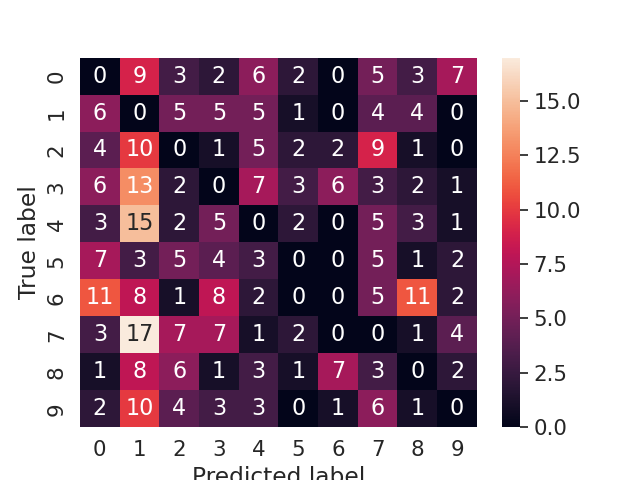 0 0 9 3 2 6 2 0 5 3 7
1 6 0 5 5 5 1 0 4 4 0
2 4 10 0 1 5 2 2 9 1 0
3 6 13 2 0 7 3 6 3 2 1
4 3 15 2 5 0 2 0 5 3 1
5 7 3 5 4 3 0 0 5 1 2
6 11 8 1 8 2 0 0 5 11 2
7 3 17 7 7 1 2 0 0 1 4
8 1 8 6 1 3 1 7 3 0 2
9 2 10 4 3 3 0 1 6 1 0
0 1 2 3 4 5 6 7 8 9
Predicted label
True label
15.0
12.5
10.0
7.5
5.0
2.5
0.0